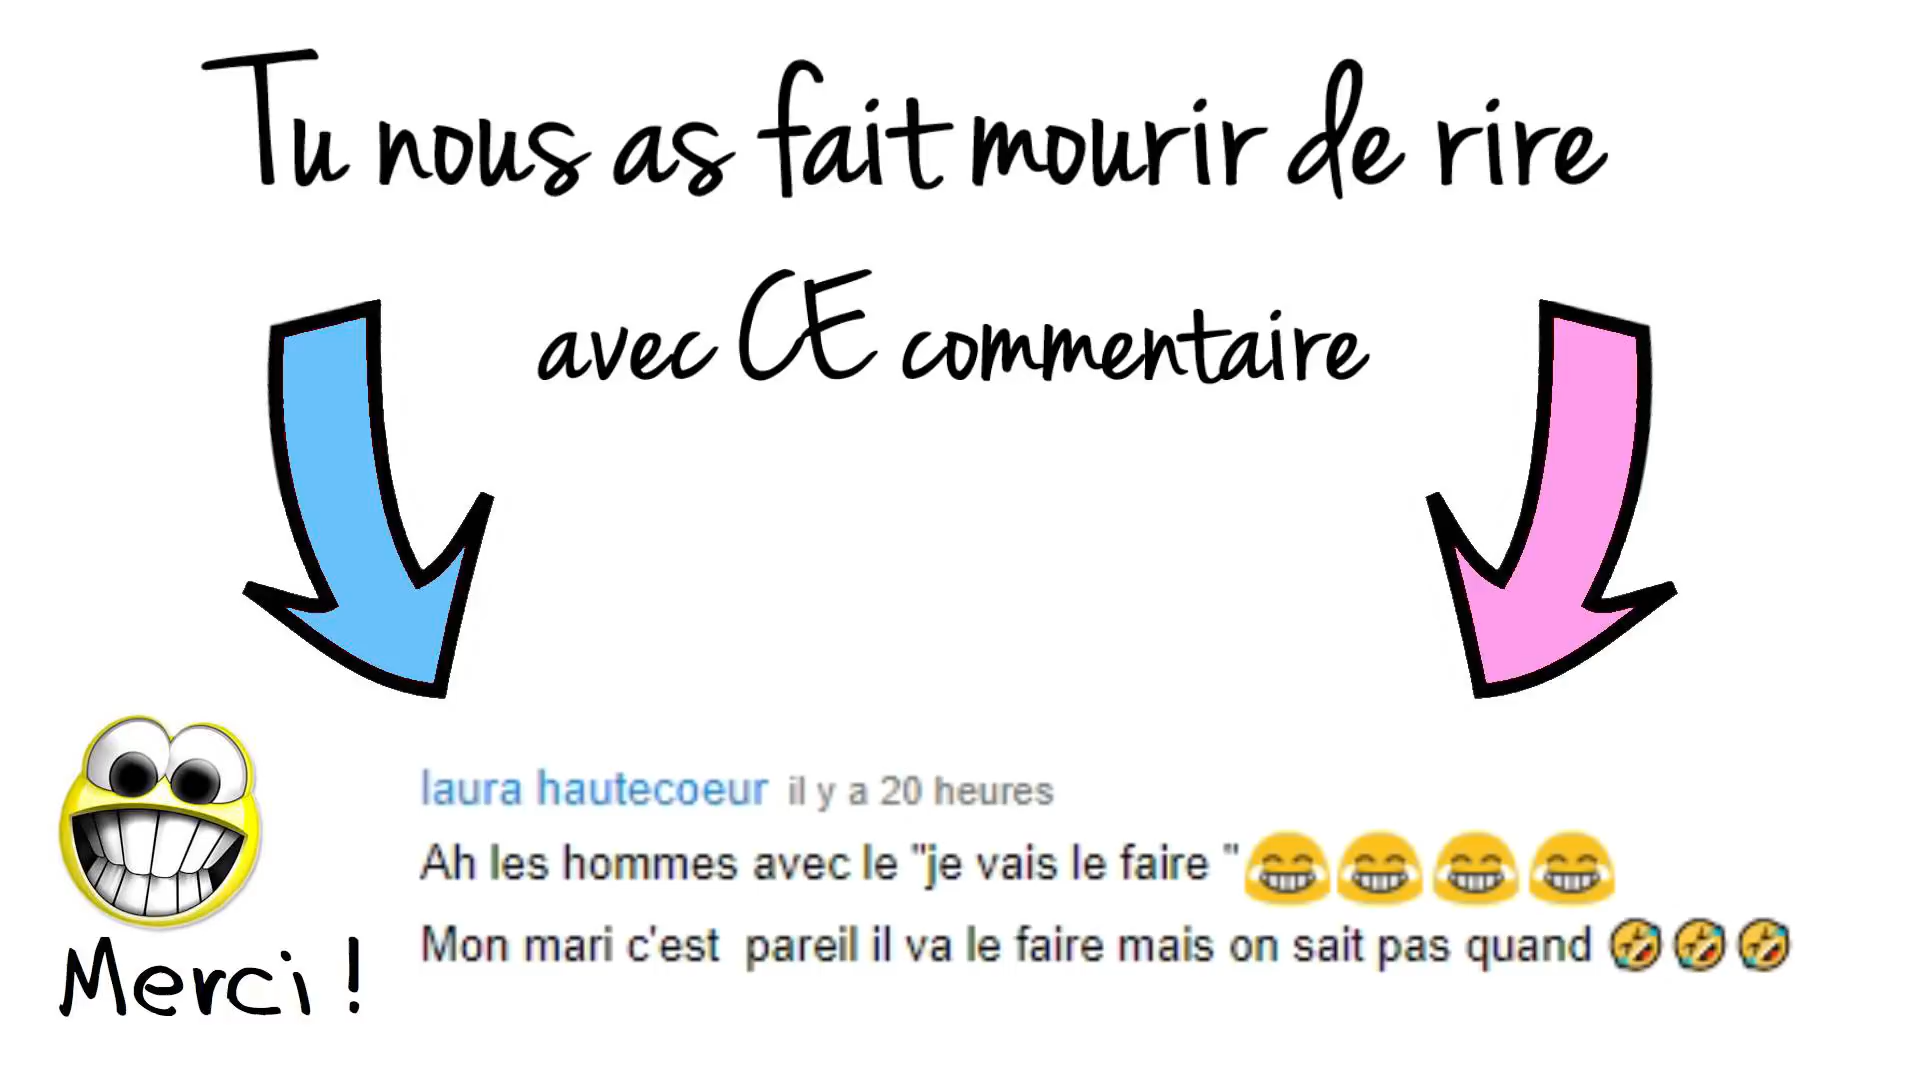 Tu nous as fait mourir de rire
avec CE commentaire
laura hautecoeur il y a 20 heures
Ah les hommes avec le "je vais le faire "😂😂😂😂
Mon mari c'est  pareil il va le faire mais on sait pas quand 🤣🤣🤣
Merci !